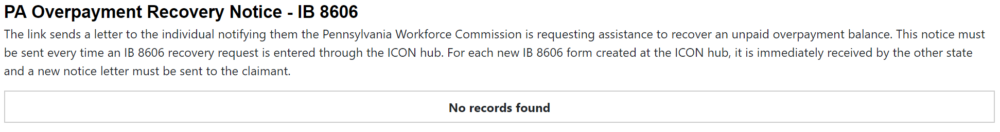 PA Overpayment Recovery Notice - IB 8606
The link sends a letter to the individual notifying them the Pennsylvania Workforce Commission is requesting assistance to recover an unpaid overpayment balance. This notice must
be sent every time an IB 8606 recovery request is entered through the ICON hub. For each new IB 8606 form created at the ICON hub, it is immediately received by the other state
and a new notice letter must be sent to the claimant.
No records found